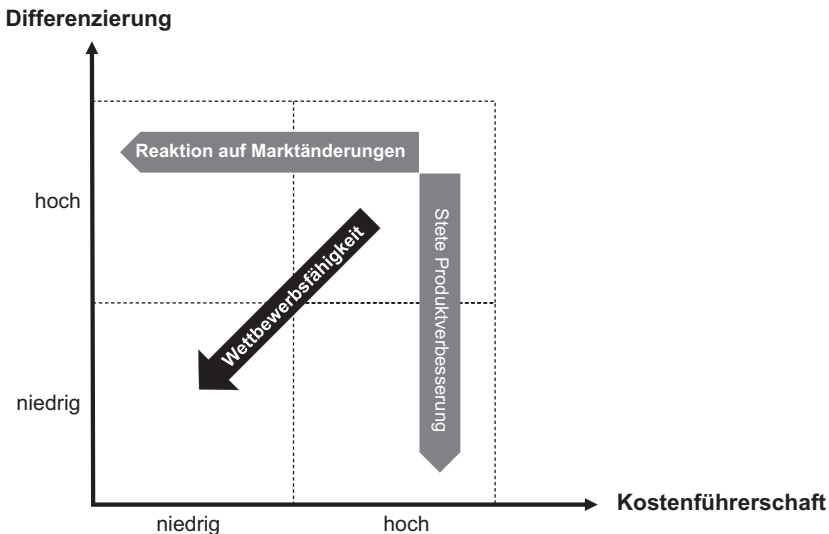 Differenzierung
Reaktion auf Marktänderungen
hoch
Stete Produktverbesserung
Wettbewerbsfähigkeit
niedrig
Kostenführerschaft
niedrig
hoch